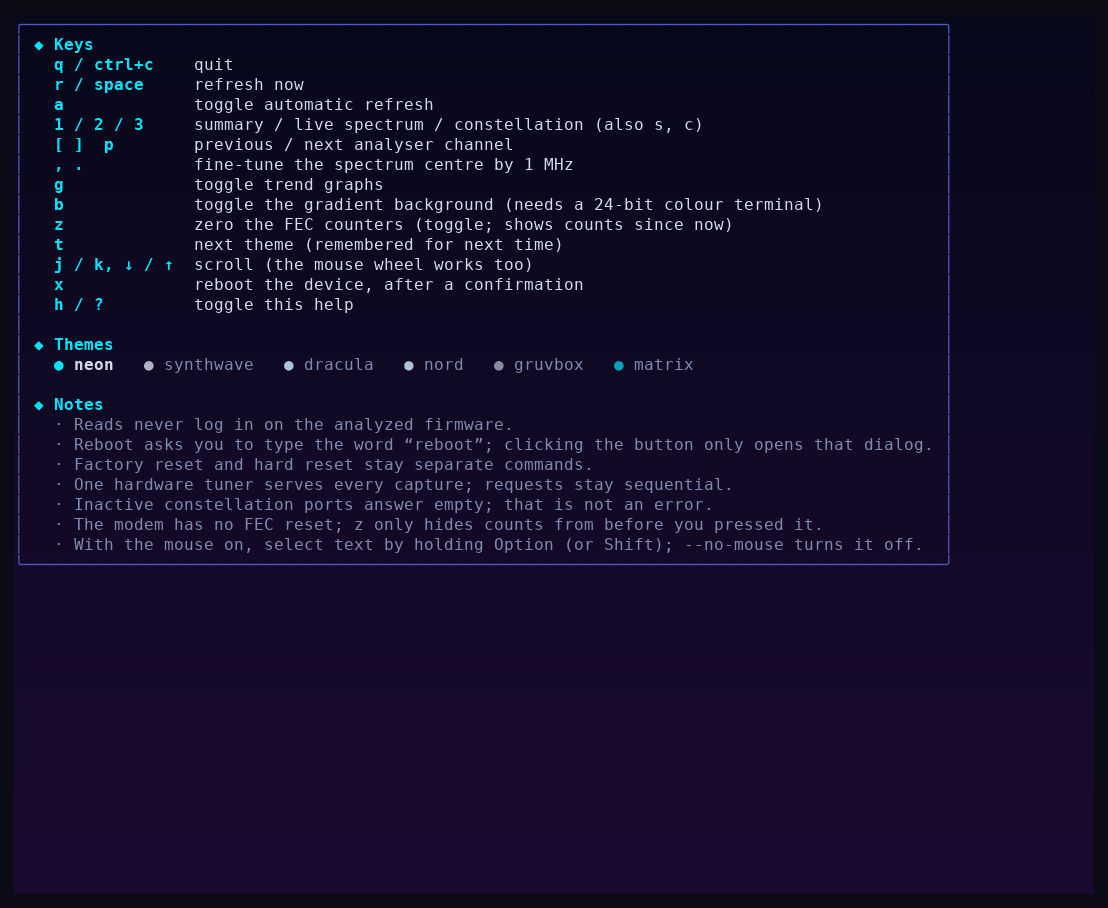 ◆ Keys
q / ctrl+c    quit
r / space     refresh now
a             toggle automatic refresh
1 / 2 / 3     summary / live spectrum / constellation (also s, c)
[ ]  p        previous / next analyser channel
, .           fine-tune the spectrum centre by 1 MHz
g             toggle trend graphs
b             toggle the gradient background (needs a 24-bit colour terminal)
z             zero the FEC counters (toggle; shows counts since now)
t             next theme (remembered for next time)
j / k, ↓ / ↑  scroll (the mouse wheel works too)
x             reboot the device, after a confirmation
h / ?         toggle this help
◆ Themes
● neon   ● synthwave   ● dracula   ● nord   ● gruvbox   ● matrix
◆ Notes
· Reads never log in on the analyzed firmware.
· Reboot asks you to type the word “reboot”; clicking the button only opens that dialog.
· Factory reset and hard reset stay separate commands.
· One hardware tuner serves every capture; requests stay sequential.
· Inactive constellation ports answer empty; that is not an error.
· The modem has no FEC reset; z only hides counts from before you pressed it.
· With the mouse on, select text by holding Option (or Shift); --no-mouse turns it off.